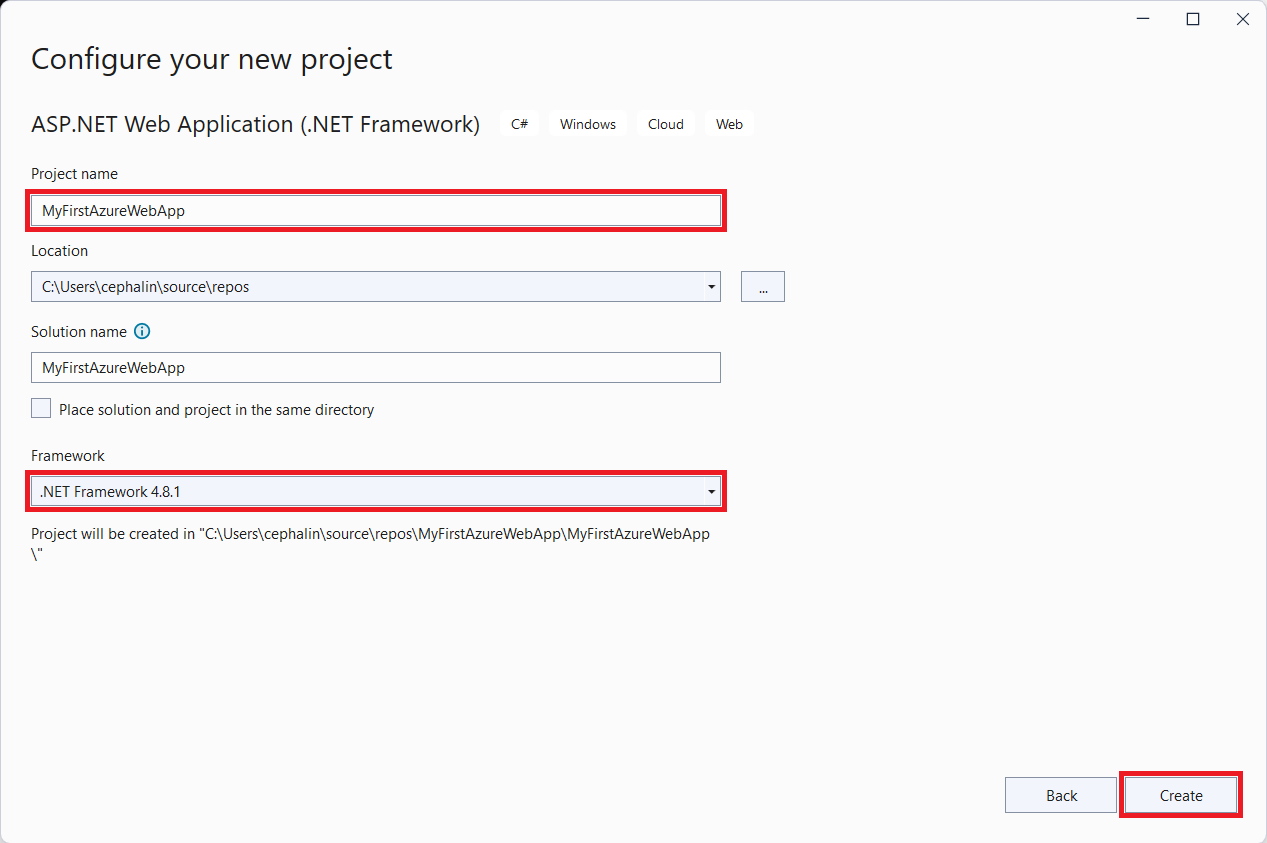 Configure your new project
ASP.NET Web Application (.NET Framework) C# Windows Cloud Web
Project name
MyFirstAzureWebApp
Location
C:\Users\cephalin\source\repos
...
Solution name
MyFirstAzureWebApp
Place solution and project in the same directory
Framework
.NET Framework 4.8.1
Project will be created in "C:\Users\cephalin\source\repos\MyFirstAzureWebApp\MyFirstAzureWebApp
\"
Back Create